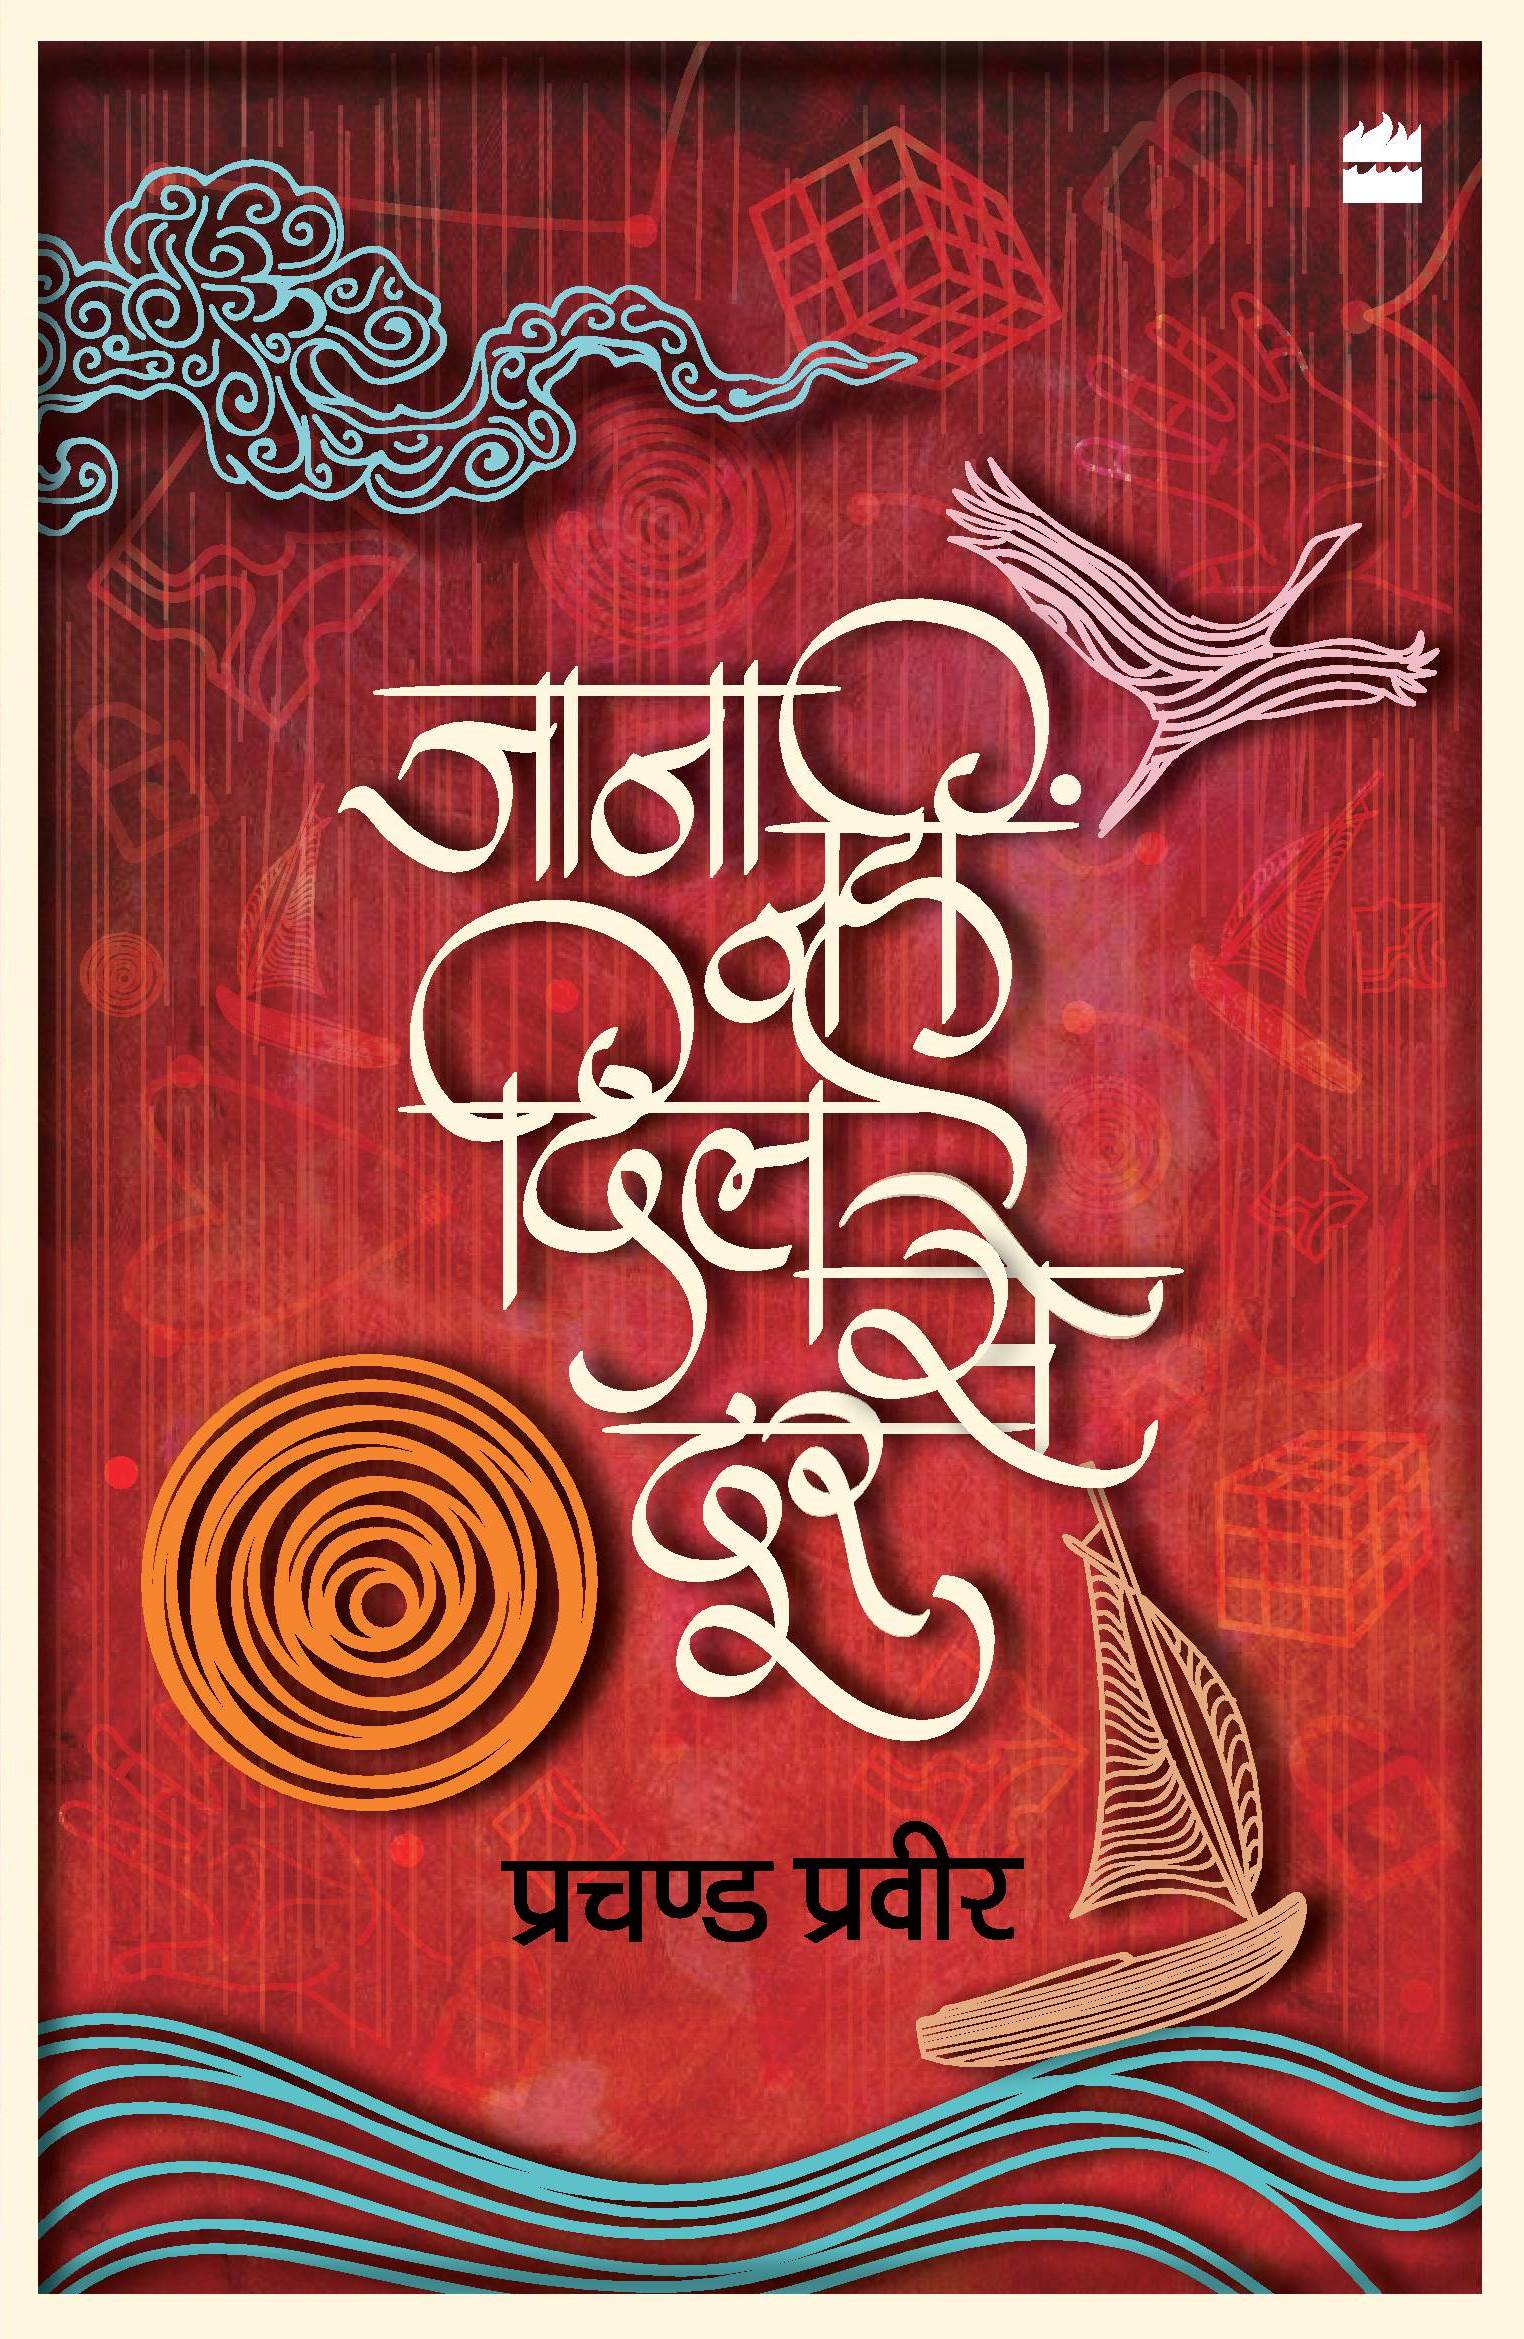 जाना
नहीं
दिल
से
दूर
प्रचण्ड प्रवीर